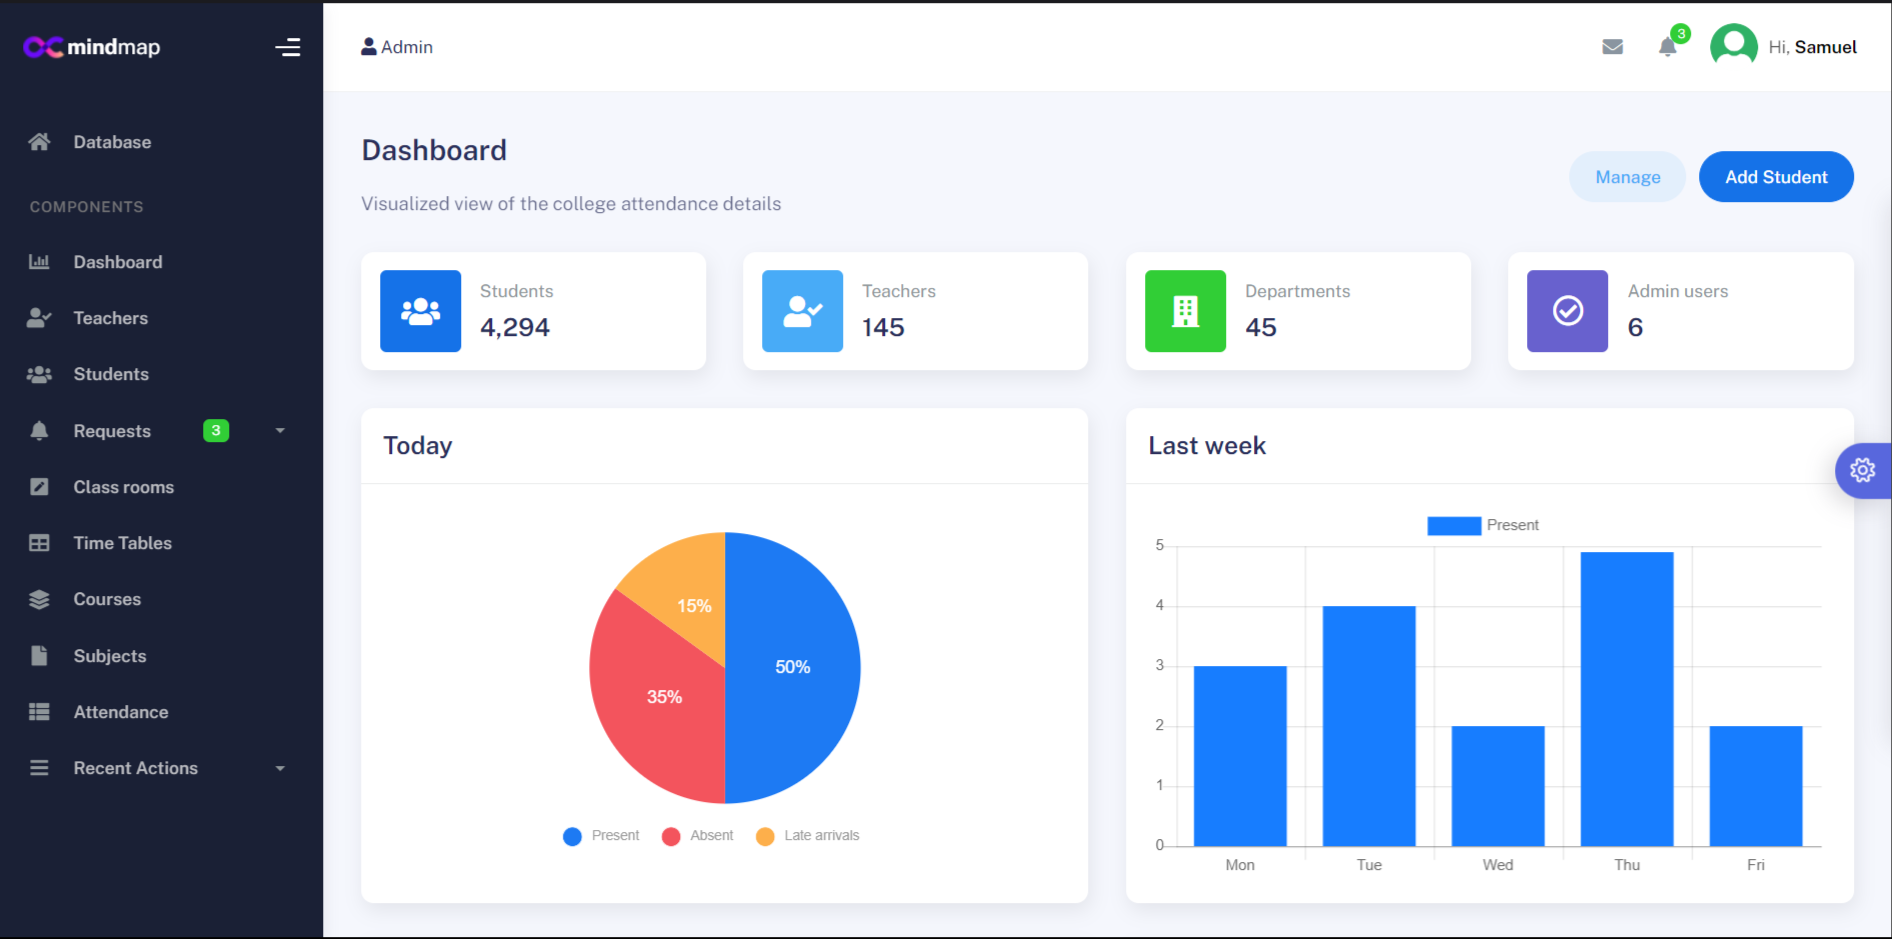 mindmap
Database
COMPONENTS
Dashboard
Teachers
Students
Requests 3
Class rooms
Time Tables
Courses
Subjects
Attendance
Recent Actions
Admin
3
Hi, Samuel
Dashboard
Visualized view of the college attendance details
Manage
Add Student
Students
4,294
Teachers
145
Departments
45
Admin users
6
Today
15%
50%
35%
Present Absent Late arrivals
Last week
Present
5
4
3
2
1
0
Mon Tue Wed Thu Fri